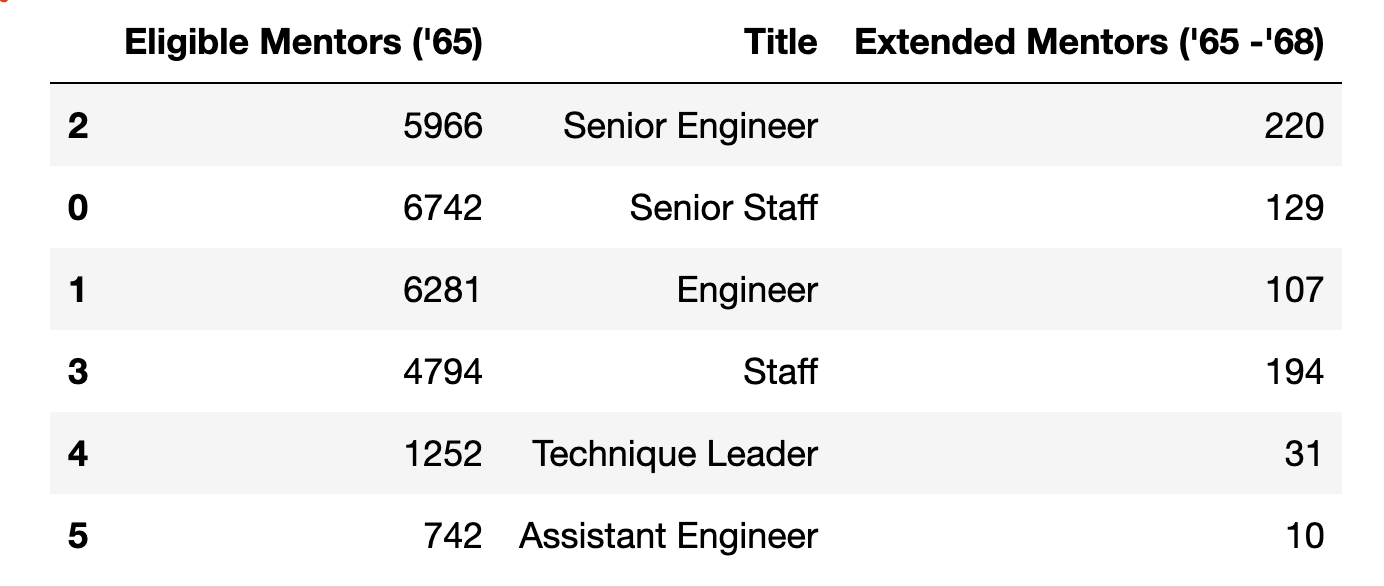 Eligible Mentors ('65) Title Extended Mentors ('65 -'68)
2 5966 Senior Engineer 220
0 6742 Senior Staff 129
1 6281 Engineer 107
3 4794 Staff 194
4 1252 Technique Leader 31
5 742 Assistant Engineer 10